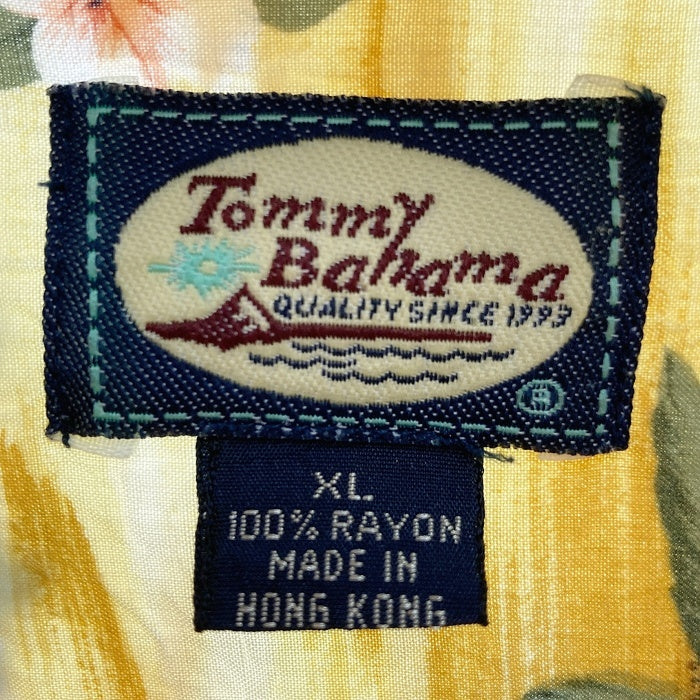 Tommy
Bahama
QUALITY SINCE 1993
®
XL
100% RAYON
MADE IN
HONG KONG